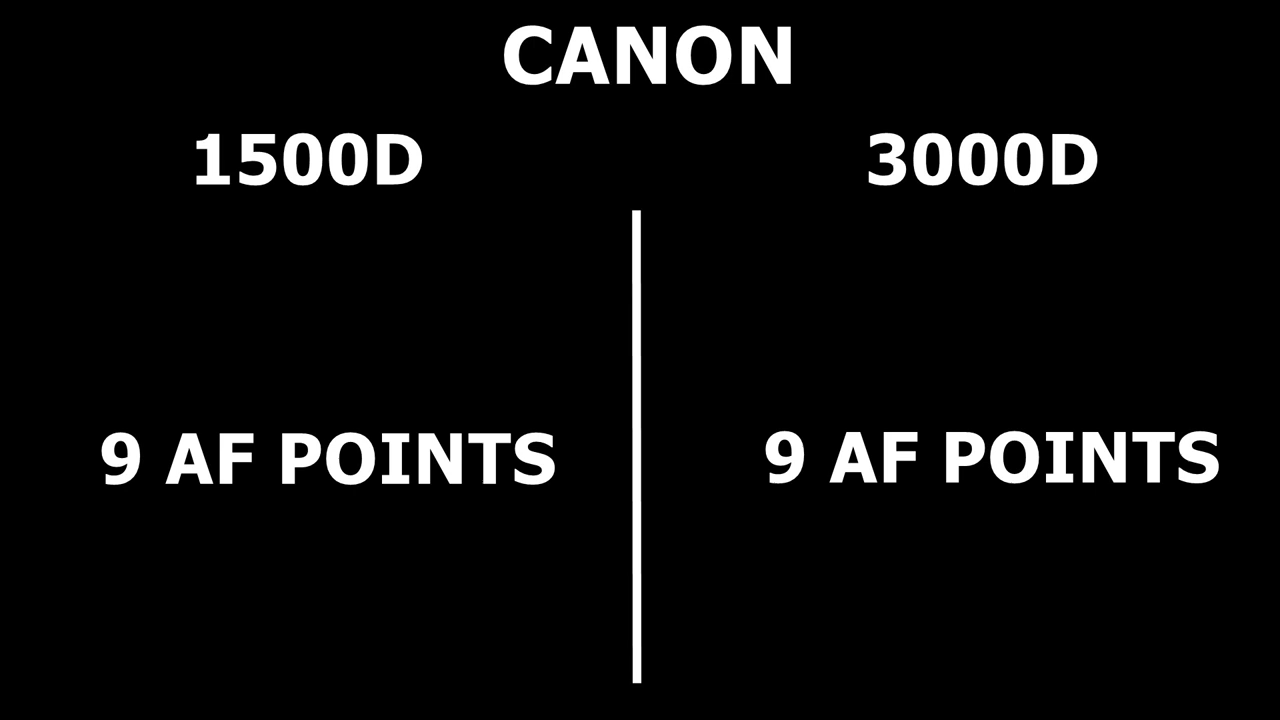 CANON
1500D
3000D
9 AF POINTS
9 AF POINTS